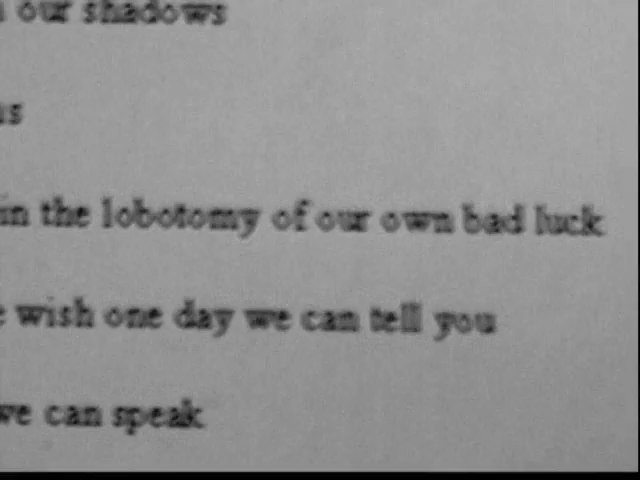 our shadows
us
in the lobotomy of our own bad luck
wish one day we can tell you
we can speak